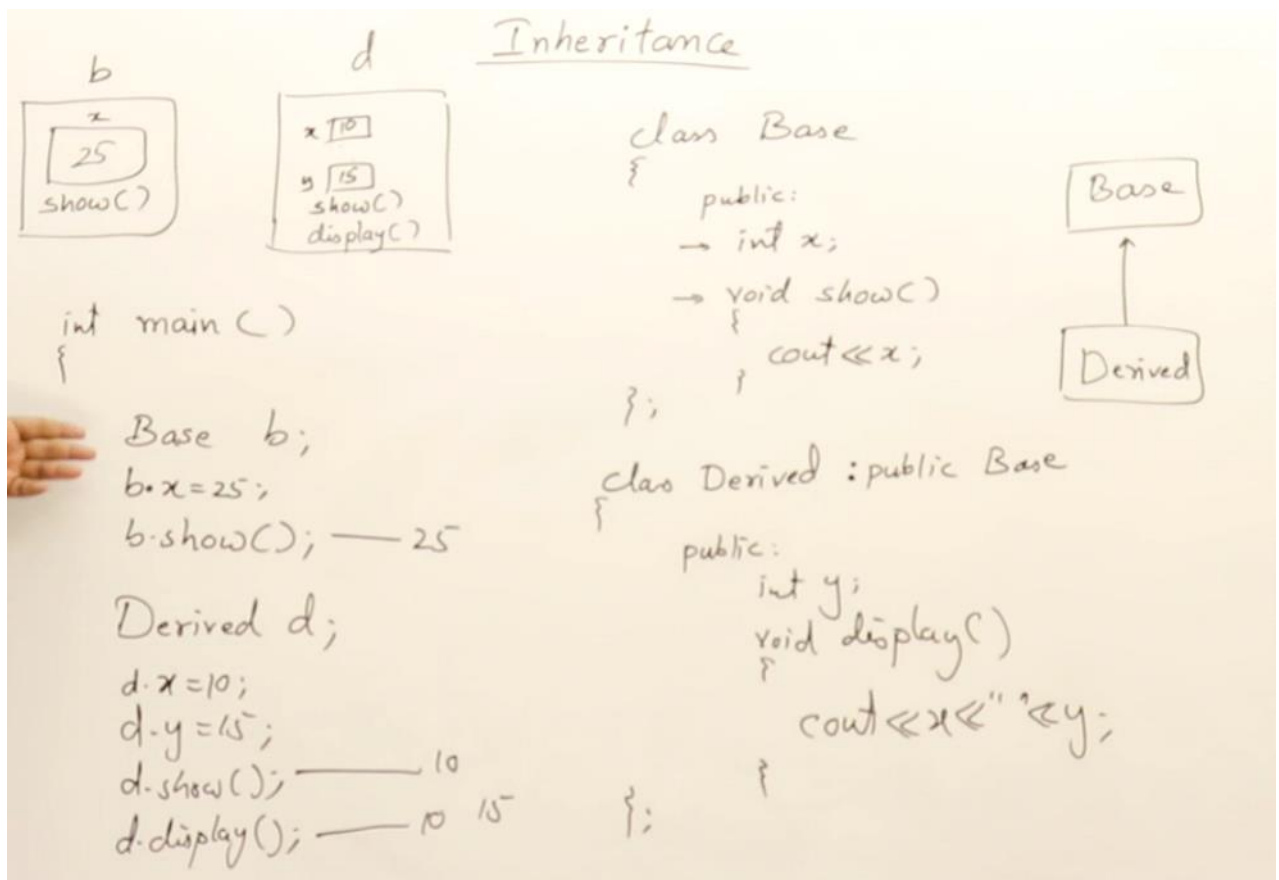 Inheritance
b
x
25
show()
d
x 10
y 15
show()
display()
int main()
{
Base b;
b.x=25;
b.show(); — 25
Derived d;
d.x=10;
d.y=15;
d.show(); — 10
d.display(); — 10 15
class Base
{
public:
→ int x;
→ void show()
{
cout<<x;
}
};
class Derived : public Base
{
public:
int y;
void display()
{
cout<<x<<" "<<y;
}
};
Base
Derived